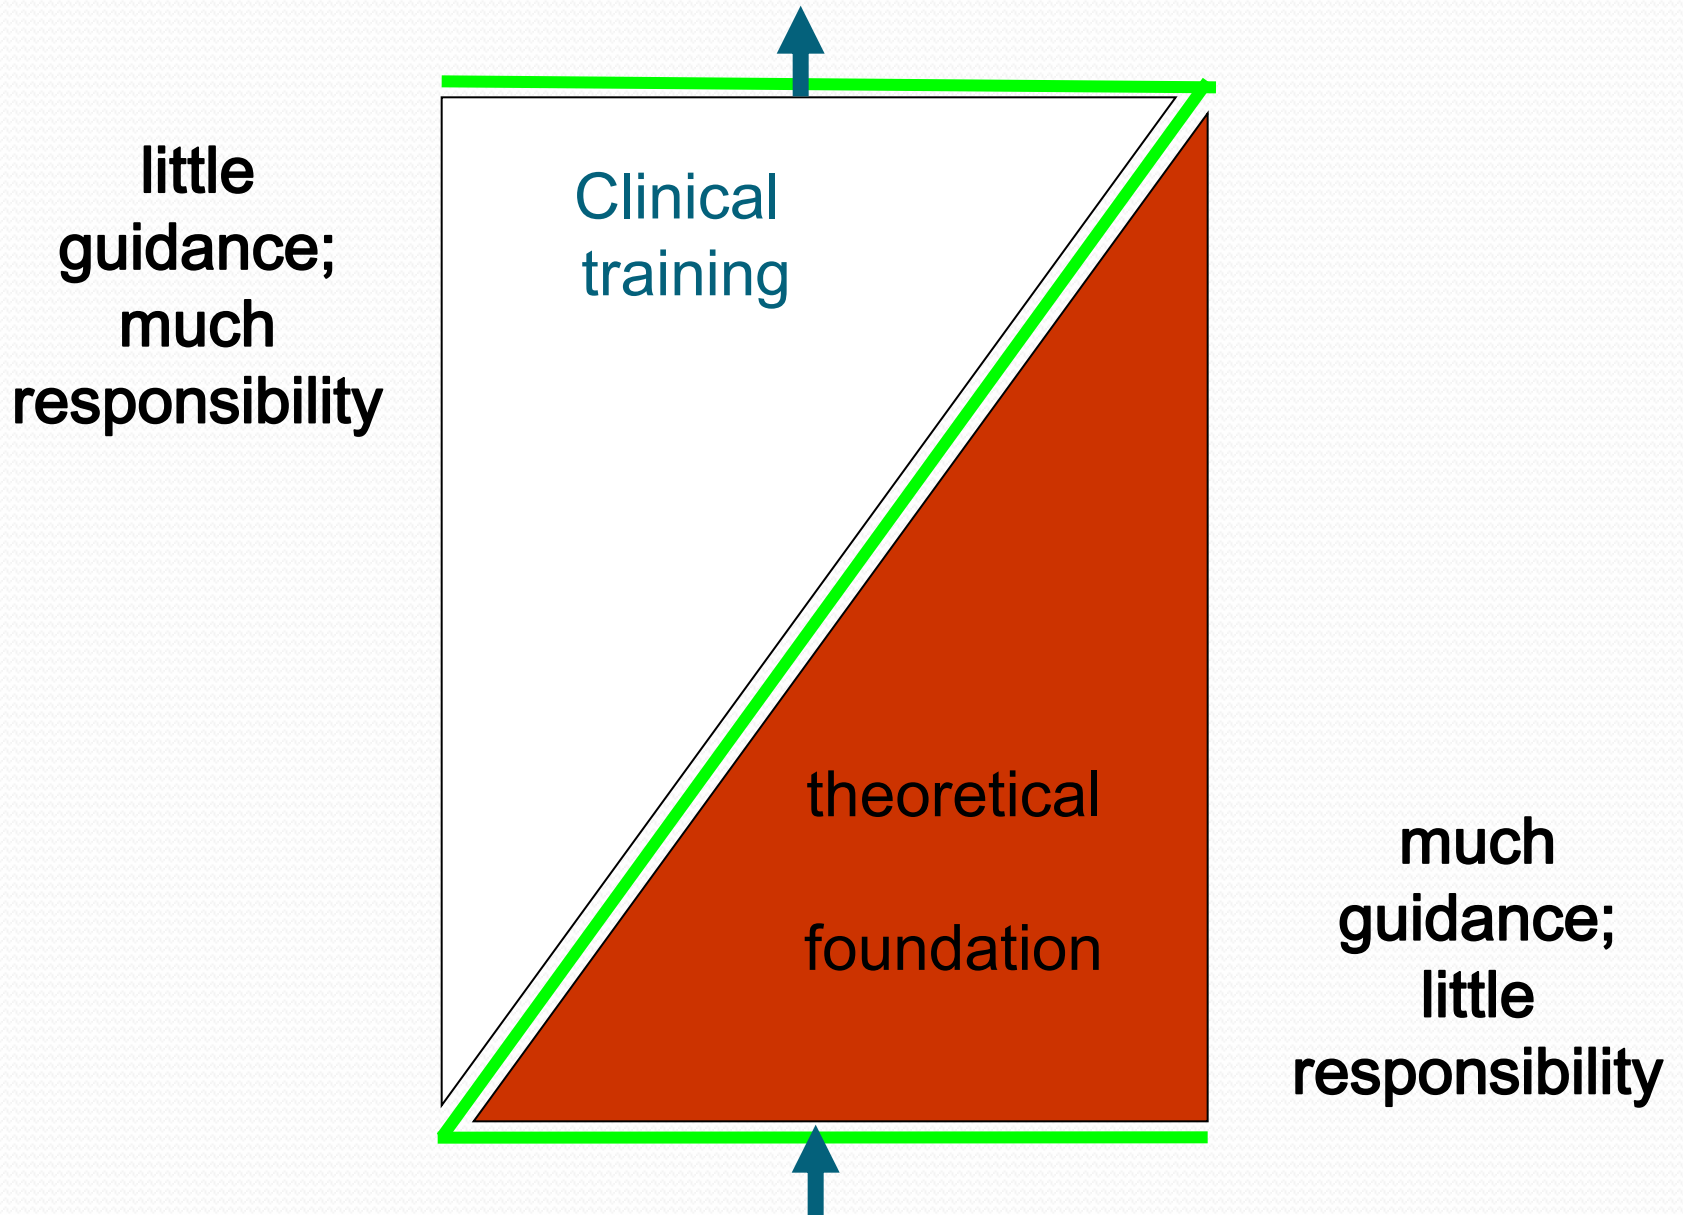 little
guidance;
much
responsibility
Clinical
training
theoretical
foundation
much
guidance;
little
responsibility